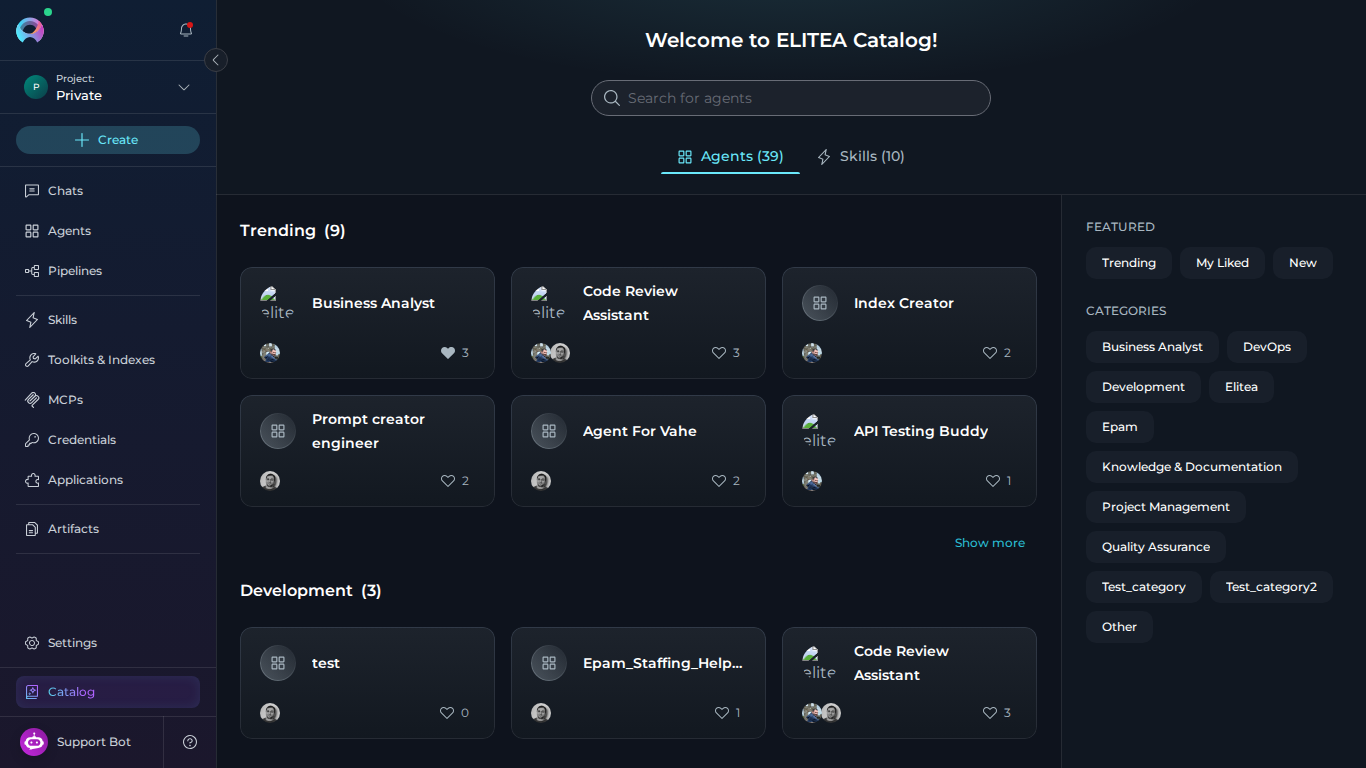 Project:
P
Private
Create
Chats
Agents
Pipelines
Skills
Toolkits & Indexes
MCPs
Credentials
Applications
Artifacts
Settings
Catalog
Support Bot
Welcome to ELITEA Catalog!
Search for agents
Agents (39)
Skills (10)
Trending (9)
elite
Business Analyst
3
elite
Code Review
Assistant
3
Index Creator
2
Prompt creator
engineer
2
Agent For Vahe
2
elite
API Testing Buddy
1
Show more
Development (3)
test
0
Epam_Staffing_Help...
1
elite
Code Review
Assistant
3
FEATURED
Trending
My Liked
New
CATEGORIES
Business Analyst
DevOps
Development
Elitea
Epam
Knowledge & Documentation
Project Management
Quality Assurance
Test_category
Test_category2
Other